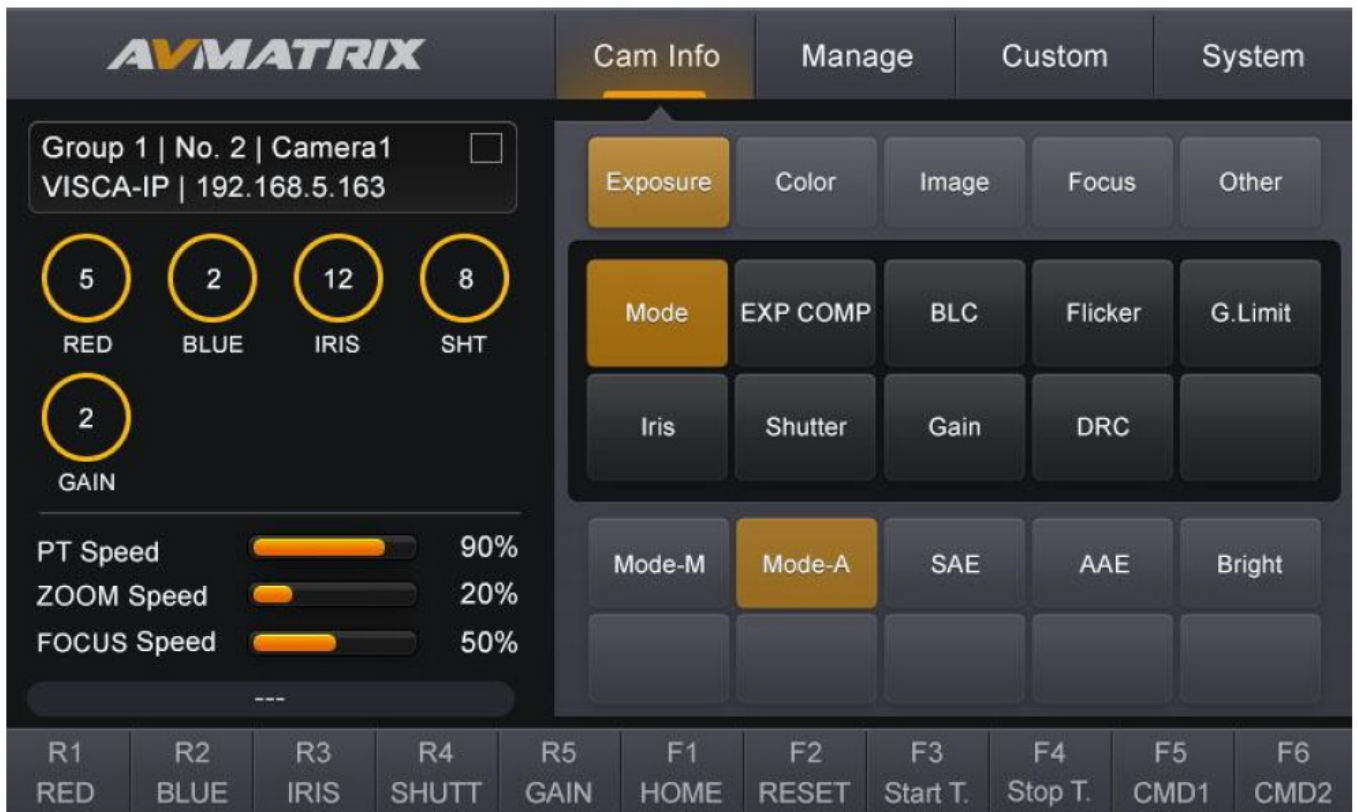 AVMATRIX
Cam Info Manage Custom System
Group 1 | No. 2 | Camera1
VISCA-IP | 192.168.5.163
5 2 12 8
RED BLUE IRIS SHT
2
GAIN
PT Speed 90%
ZOOM Speed 20%
FOCUS Speed 50%
---
Exposure Color Image Focus Other
Mode EXP COMP BLC Flicker G.Limit
Iris Shutter Gain DRC
Mode-M Mode-A SAE AAE Bright
R1 R2 R3 R4 R5 F1 F2 F3 F4 F5 F6
RED BLUE IRIS SHUTT GAIN HOME RESET Start T. Stop T. CMD1 CMD2